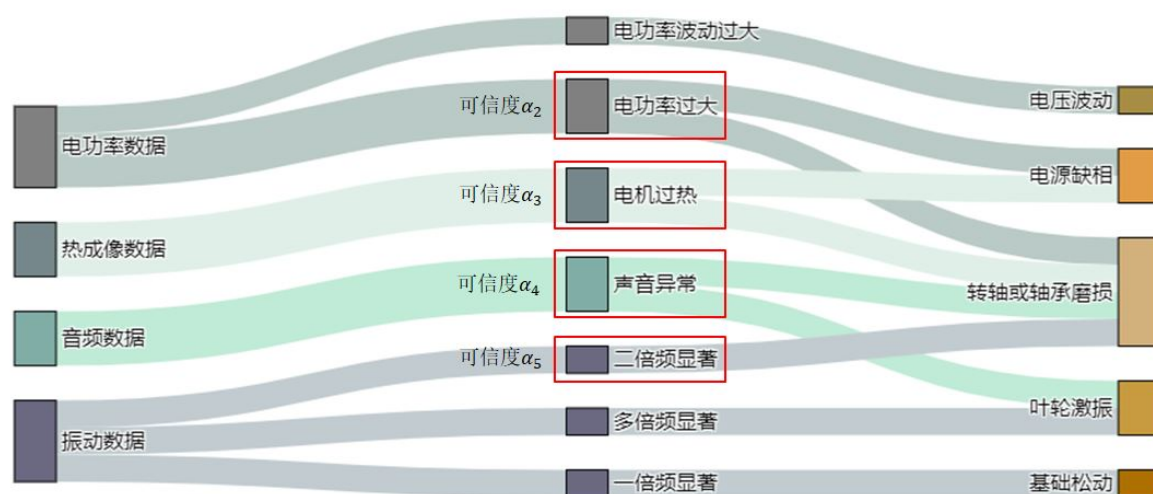 电功率波动过大
电压波动
可信度α₂
电功率过大
电功率数据
电源缺相
可信度α₃
电机过热
热成像数据
可信度α₄
声音异常
转轴或轴承磨损
音频数据
可信度α₅
二倍频显著
叶轮激振
多倍频显著
振动数据
一倍频显著
基础松动